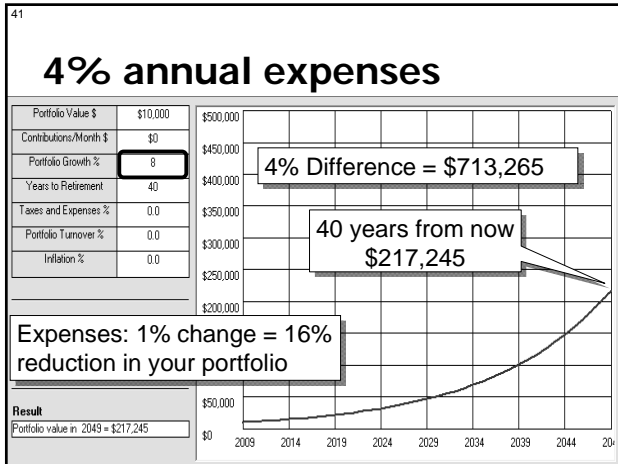 41
4% annual expenses
Portfolio Value $ $10,000
Contributions/Month $ $0
Portfolio Growth % 8
Years to Retirement 40
Taxes and Expenses % 0.0
Portfolio Turnover % 0.0
Inflation % 0.0
$500,000
$450,000
4% Difference = $713,265
$400,000
$350,000
40 years from now
$217,245
$300,000
$250,000
$200,000
Expenses: 1% change = 16%
reduction in your portfolio
$50,000
$0
Result
Portfolio value in 2049 = $217,245
2009 2014 2019 2024 2029 2034 2039 2044 204